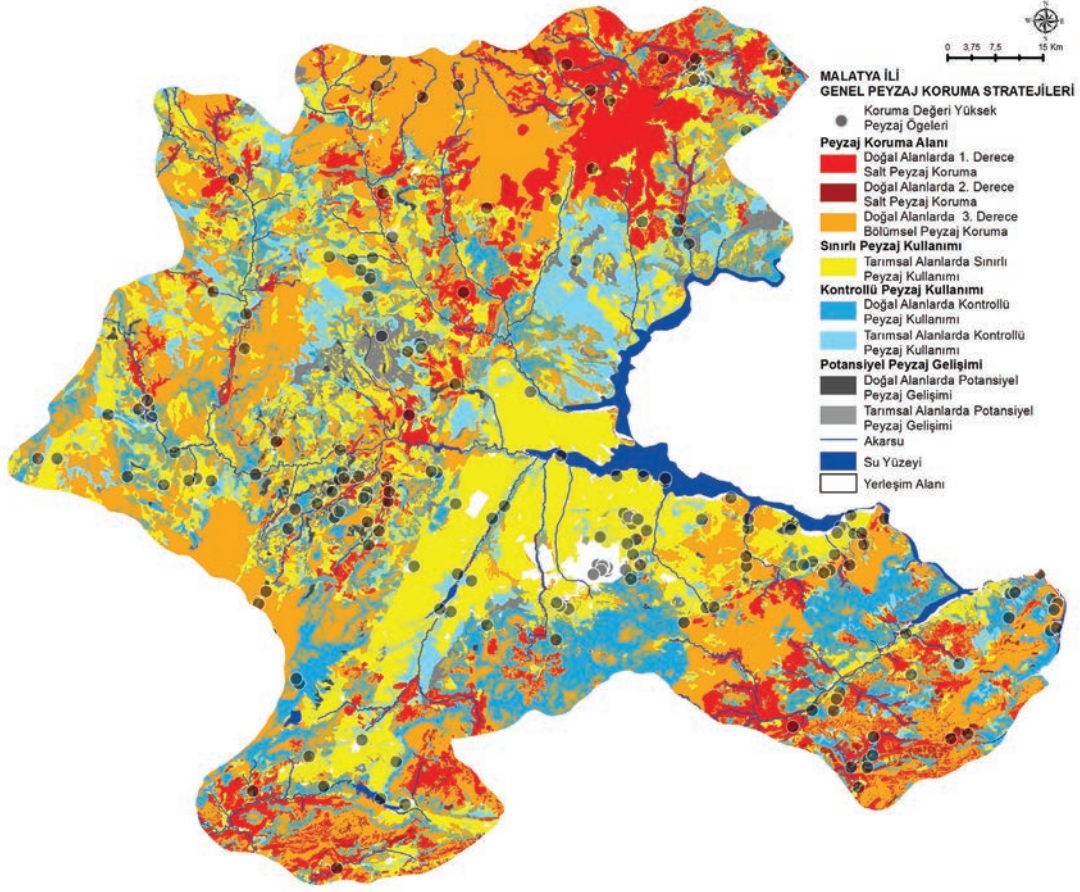 N
0 3,75 7,5 15 Km
MALATYA İLİ
GENEL PEYZAJ KORUMA STRATEJİLERİ
Koruma Değeri Yüksek
Peyzaj Ögeleri
Peyzaj Koruma Alanı
Doğal Alanlarda 1. Derece
Salt Peyzaj Koruma
Doğal Alanlarda 2. Derece
Salt Peyzaj Koruma
Doğal Alanlarda 3. Derece
Bölümsel Peyzaj Koruma
Sınırlı Peyzaj Kullanımı
Tarımsal Alanlarda Sınırlı
Peyzaj Kullanımı
Kontrollü Peyzaj Kullanımı
Doğal Alanlarda Kontrollü
Peyzaj Kullanımı
Tarımsal Alanlarda Kontrollü
Peyzaj Kullanımı
Potansiyel Peyzaj Gelişimi
Doğal Alanlarda Potansiyel
Peyzaj Gelişimi
Tarımsal Alanlarda Potansiyel
Peyzaj Gelişimi
Akarsu
Su Yüzeyi
Yerleşim Alanı